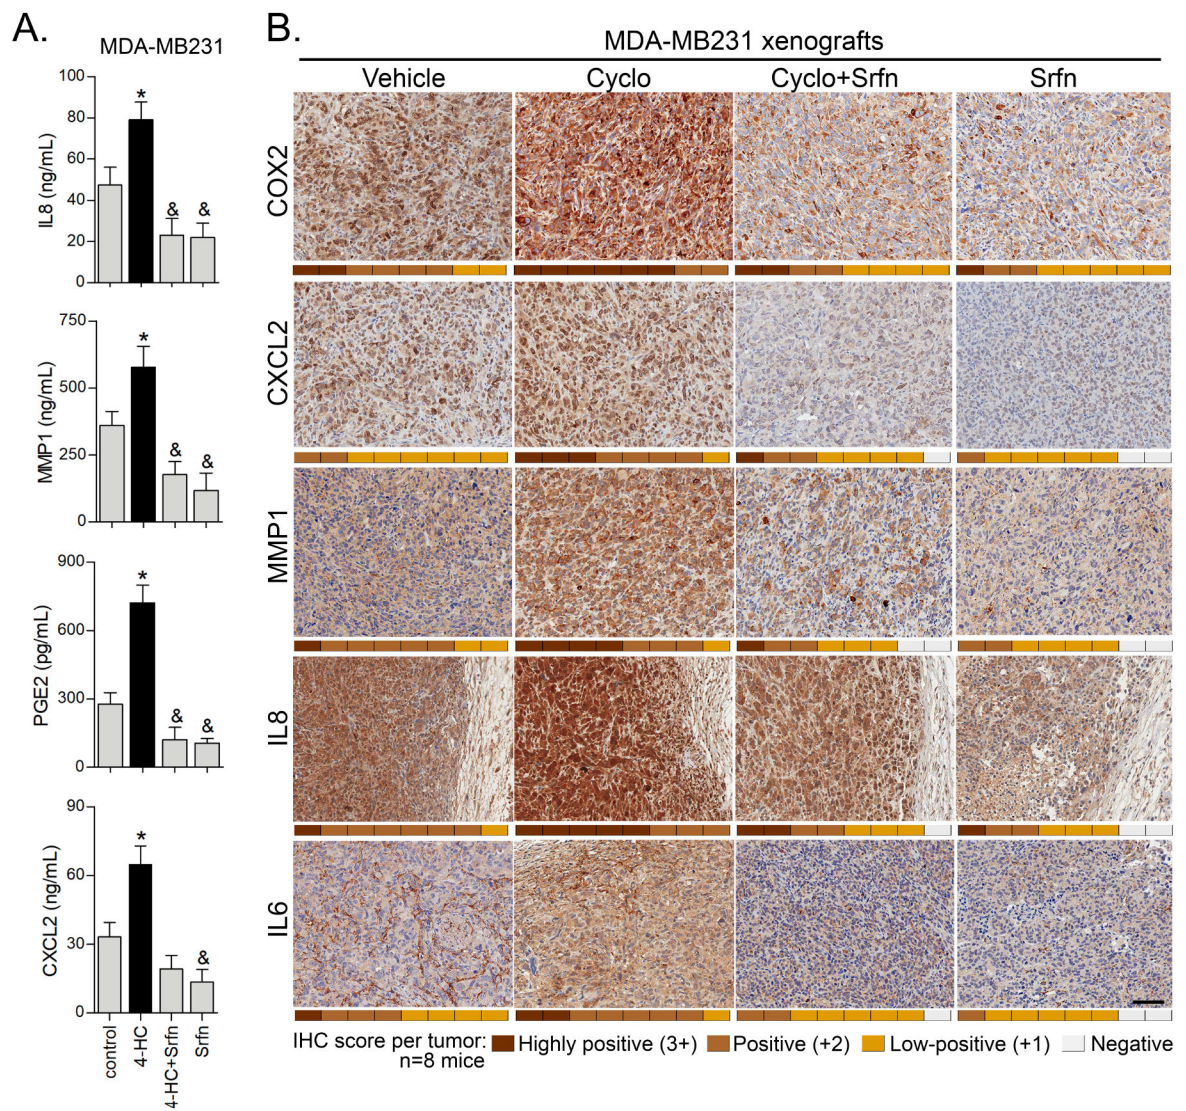 A.
MDA-MB231
100
80
60
40
20
0
IL8 (ng/mL)
*
&
&
750
500
250
0
MMP1 (ng/mL)
*
&
&
900
600
300
0
PGE2 (pg/mL)
*
&
&
90
60
30
0
CXCL2 (ng/mL)
*
&
control
4-HC
4-HC+Srfn
Srfn
B.
MDA-MB231 xenografts
Vehicle Cyclo Cyclo+Srfn Srfn
COX2
CXCL2
MMP1
IL8
IL6
IHC score per tumor: Highly positive (3+) Positive (+2) Low-positive (+1) Negative
n=8 mice